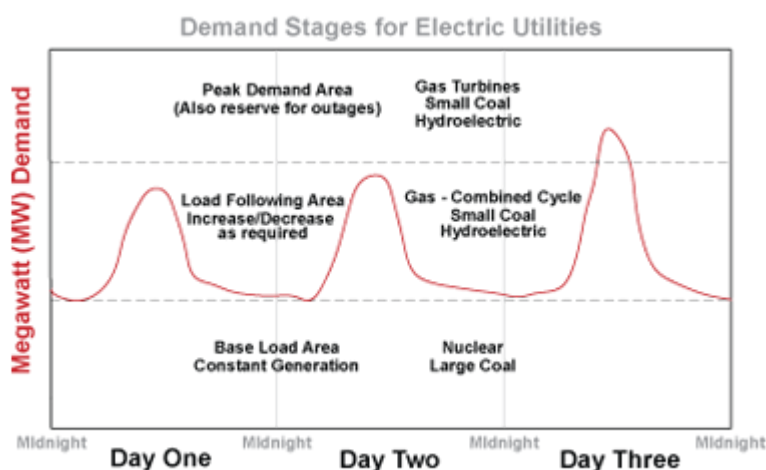 Demand Stages for Electric Utilities
Megawatt (MW) Demand
Peak Demand Area
(Also reserve for outages)
Gas Turbines
Small Coal
Hydroelectric
Load Following Area
Increase/Decrease
as required
Gas - Combined Cycle
Small Coal
Hydroelectric
Base Load Area
Constant Generation
Nuclear
Large Coal
Midnight
Midnight
Midnight
Midnight
Day One
Day Two
Day Three